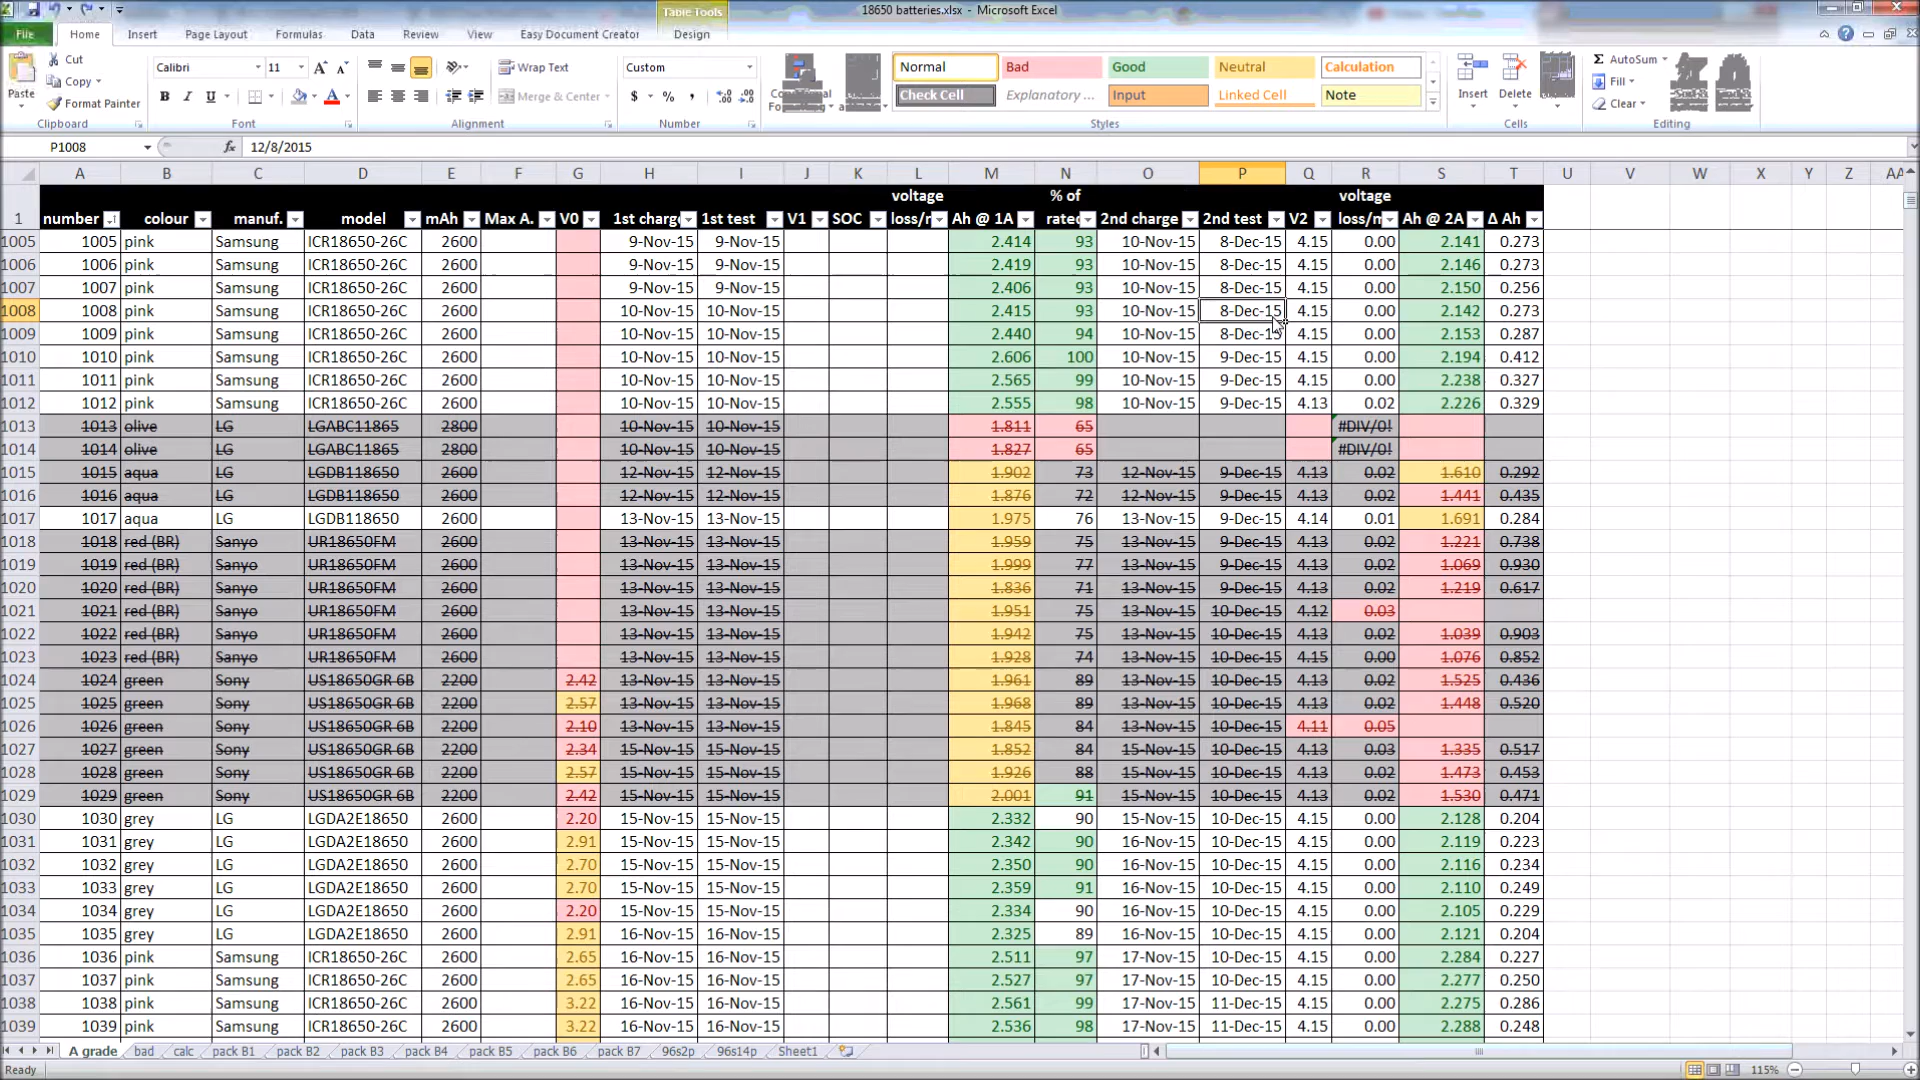 18650 batteries.xlsx - Microsoft Excel
Table Tools
File Home Insert Page Layout Formulas Data Review View Easy Document Creator Design
Paste Cut Copy Format Painter Clipboard
Calibri 11 B I U Font
Wrap Text Merge & Center Alignment
Custom $ % , Number
Normal Bad Good Neutral Calculation
Check Cell Explanatory ... Input Linked Cell Note
Styles
Insert Delete Cells
AutoSum Fill Clear Editing
P1008 fx 12/8/2015
A B C D E F G H I J K L M N O P Q R S T U V W X Y Z AA
voltage % of voltage
1 number colour manuf. model mAh Max A. V0 1st charg 1st test V1 SOC loss/r Ah @ 1A rate 2nd charge 2nd test V2 loss/m Ah @ 2A Δ Ah
1005 1005 pink Samsung ICR18650-26C 2600 9-Nov-15 9-Nov-15 2.414 93 10-Nov-15 8-Dec-15 4.15 0.00 2.141 0.273
1006 1006 pink Samsung ICR18650-26C 2600 9-Nov-15 9-Nov-15 2.419 93 10-Nov-15 8-Dec-15 4.15 0.00 2.146 0.273
1007 1007 pink Samsung ICR18650-26C 2600 9-Nov-15 9-Nov-15 2.406 93 10-Nov-15 8-Dec-15 4.15 0.00 2.150 0.256
1008 1008 pink Samsung ICR18650-26C 2600 10-Nov-15 10-Nov-15 2.415 93 10-Nov-15 8-Dec-15 4.15 0.00 2.142 0.273
1009 1009 pink Samsung ICR18650-26C 2600 10-Nov-15 10-Nov-15 2.440 94 10-Nov-15 8-Dec-15 4.15 0.00 2.153 0.287
1010 1010 pink Samsung ICR18650-26C 2600 10-Nov-15 10-Nov-15 2.606 100 10-Nov-15 9-Dec-15 4.15 0.00 2.194 0.412
1011 1011 pink Samsung ICR18650-26C 2600 10-Nov-15 10-Nov-15 2.565 99 10-Nov-15 9-Dec-15 4.15 0.00 2.238 0.327
1012 1012 pink Samsung ICR18650-26C 2600 10-Nov-15 10-Nov-15 2.555 98 10-Nov-15 9-Dec-15 4.13 0.02 2.226 0.329
1013 1013 olive LG LGABC11865 2800 10-Nov-15 10-Nov-15 1.811 65 #DIV/0!
1014 1014 olive LG LGABC11865 2800 10-Nov-15 10-Nov-15 1.827 65 #DIV/0!
1015 1015 aqua LG LGDB118650 2600 12-Nov-15 12-Nov-15 1.902 73 12-Nov-15 9-Dec-15 4.13 0.02 1.610 0.292
1016 1016 aqua LG LGDB118650 2600 12-Nov-15 12-Nov-15 1.876 72 12-Nov-15 9-Dec-15 4.13 0.02 1.441 0.435
1017 1017 aqua LG LGDB118650 2600 13-Nov-15 13-Nov-15 1.975 76 13-Nov-15 9-Dec-15 4.14 0.01 1.691 0.284
1018 1018 red (BR) Sanyo UR18650FM 2600 13-Nov-15 13-Nov-15 1.959 75 13-Nov-15 9-Dec-15 4.13 0.02 1.221 0.738
1019 1019 red (BR) Sanyo UR18650FM 2600 13-Nov-15 13-Nov-15 1.999 77 13-Nov-15 9-Dec-15 4.13 0.02 1.069 0.930
1020 1020 red (BR) Sanyo UR18650FM 2600 13-Nov-15 13-Nov-15 1.836 71 13-Nov-15 9-Dec-15 4.13 0.02 1.219 0.617
1021 1021 red (BR) Sanyo UR18650FM 2600 13-Nov-15 13-Nov-15 1.951 75 13-Nov-15 10-Dec-15 4.12 0.03
1022 1022 red (BR) Sanyo UR18650FM 2600 13-Nov-15 13-Nov-15 1.942 75 13-Nov-15 10-Dec-15 4.13 0.02 1.039 0.903
1023 1023 red (BR) Sanyo UR18650FM 2600 13-Nov-15 13-Nov-15 1.928 74 13-Nov-15 10-Dec-15 4.15 0.00 1.076 0.852
1024 1024 green Sony US18650GR 6B 2200 2.42 13-Nov-15 13-Nov-15 1.961 89 13-Nov-15 10-Dec-15 4.13 0.02 1.525 0.436
1025 1025 green Sony US18650GR 6B 2200 2.57 13-Nov-15 13-Nov-15 1.968 89 13-Nov-15 10-Dec-15 4.13 0.02 1.448 0.520
1026 1026 green Sony US18650GR 6B 2200 2.10 13-Nov-15 13-Nov-15 1.845 84 13-Nov-15 10-Dec-15 4.11 0.05
1027 1027 green Sony US18650GR 6B 2200 2.34 15-Nov-15 15-Nov-15 1.852 84 15-Nov-15 10-Dec-15 4.13 0.03 1.335 0.517
1028 1028 green Sony US18650GR 6B 2200 2.57 15-Nov-15 15-Nov-15 1.926 88 15-Nov-15 10-Dec-15 4.13 0.02 1.473 0.453
1029 1029 green Sony US18650GR 6B 2200 2.42 15-Nov-15 15-Nov-15 2.001 91 15-Nov-15 10-Dec-15 4.13 0.02 1.530 0.471
1030 1030 grey LG LGDA2E18650 2600 2.20 15-Nov-15 15-Nov-15 2.332 90 15-Nov-15 10-Dec-15 4.15 0.00 2.128 0.204
1031 1031 grey LG LGDA2E18650 2600 2.91 15-Nov-15 15-Nov-15 2.342 90 16-Nov-15 10-Dec-15 4.15 0.00 2.119 0.223
1032 1032 grey LG LGDA2E18650 2600 2.70 15-Nov-15 15-Nov-15 2.350 90 16-Nov-15 10-Dec-15 4.15 0.00 2.116 0.234
1033 1033 grey LG LGDA2E18650 2600 2.70 15-Nov-15 15-Nov-15 2.359 91 16-Nov-15 10-Dec-15 4.15 0.00 2.110 0.249
1034 1034 grey LG LGDA2E18650 2600 2.20 15-Nov-15 15-Nov-15 2.334 90 16-Nov-15 10-Dec-15 4.15 0.00 2.105 0.229
1035 1035 grey LG LGDA2E18650 2600 2.91 16-Nov-15 16-Nov-15 2.325 89 16-Nov-15 10-Dec-15 4.15 0.00 2.121 0.204
1036 1036 pink Samsung ICR18650-26C 2600 2.65 16-Nov-15 16-Nov-15 2.511 97 17-Nov-15 10-Dec-15 4.15 0.00 2.284 0.227
1037 1037 pink Samsung ICR18650-26C 2600 2.65 16-Nov-15 16-Nov-15 2.527 97 17-Nov-15 10-Dec-15 4.15 0.00 2.277 0.250
1038 1038 pink Samsung ICR18650-26C 2600 3.22 16-Nov-15 16-Nov-15 2.561 99 17-Nov-15 11-Dec-15 4.15 0.00 2.275 0.286
1039 1039 pink Samsung ICR18650-26C 2600 3.22 16-Nov-15 16-Nov-15 2.536 98 17-Nov-15 11-Dec-15 4.15 0.00 2.288 0.248
A grade bad calc pack B1 pack B2 pack B3 pack B4 pack B5 pack B6 pack B7 96s2p 96s14p Sheet1
Ready 115%